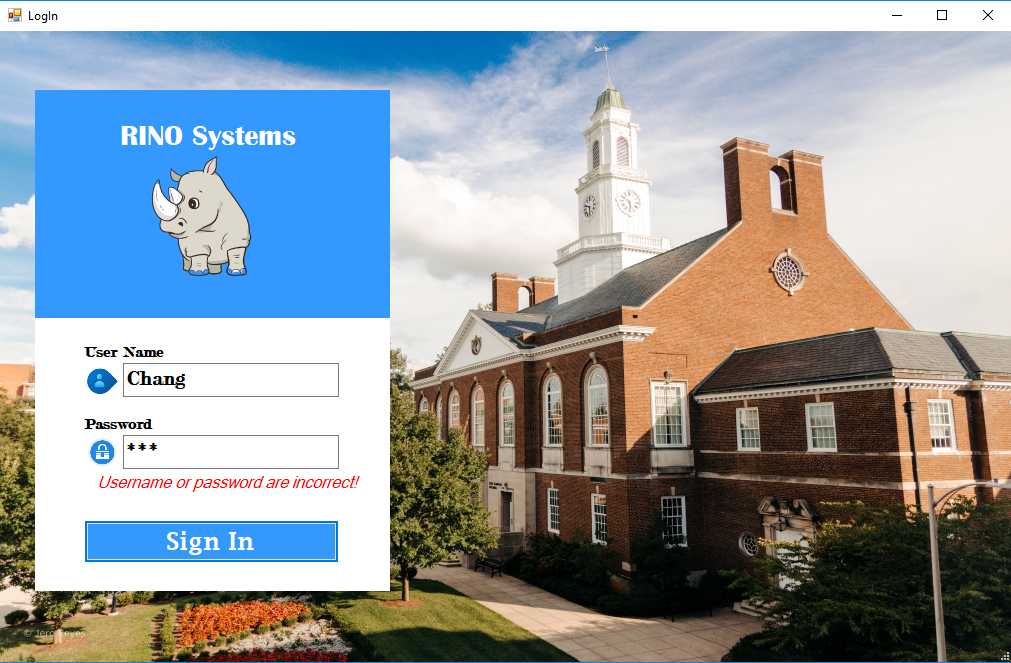 LogIn
RINO Systems
User Name
Chang
Password
***
Username or password are incorrect!
Sign In